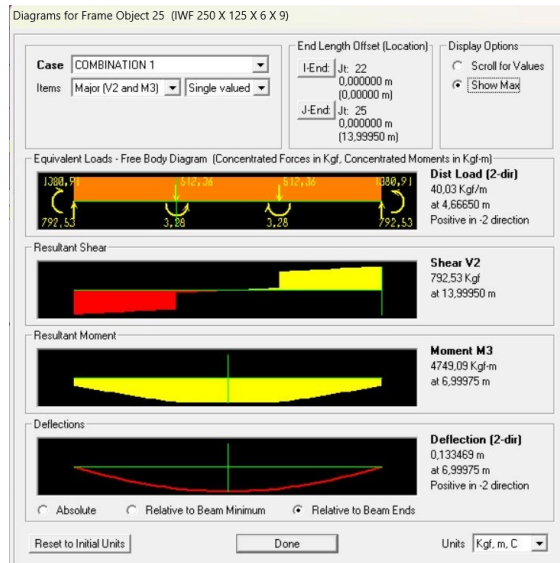 Diagrams for Frame Object 25 (IWF 250 X 125 X 6 X 9)
Case COMBINATION 1
Items Major (V2 and M3) Single valued
End Length Offset (Location)
I-End: Jt: 22
0,000000 m
(0,00000 m)
J-End: Jt: 25
0,000000 m
(13,99950 m)
Display Options
Scroll for Values
Show Max
Equivalent Loads - Free Body Diagram (Concentrated Forces in Kgf, Concentrated Moments in Kgf-m)
1380,91 512,36 512,36 1380,91
792,53 3,28 3,28 792,53
Dist Load (2-dir)
40,03 Kgf/m
at 4,66650 m
Positive in -2 direction
Resultant Shear
Shear V2
792,53 Kgf
at 13,99950 m
Resultant Moment
Moment M3
4749,09 Kgf-m
at 6,99975 m
Deflections
Deflection (2-dir)
0,133469 m
at 6,99975 m
Positive in -2 direction
Absolute Relative to Beam Minimum Relative to Beam Ends
Reset to Initial Units Done Units Kgf, m, C